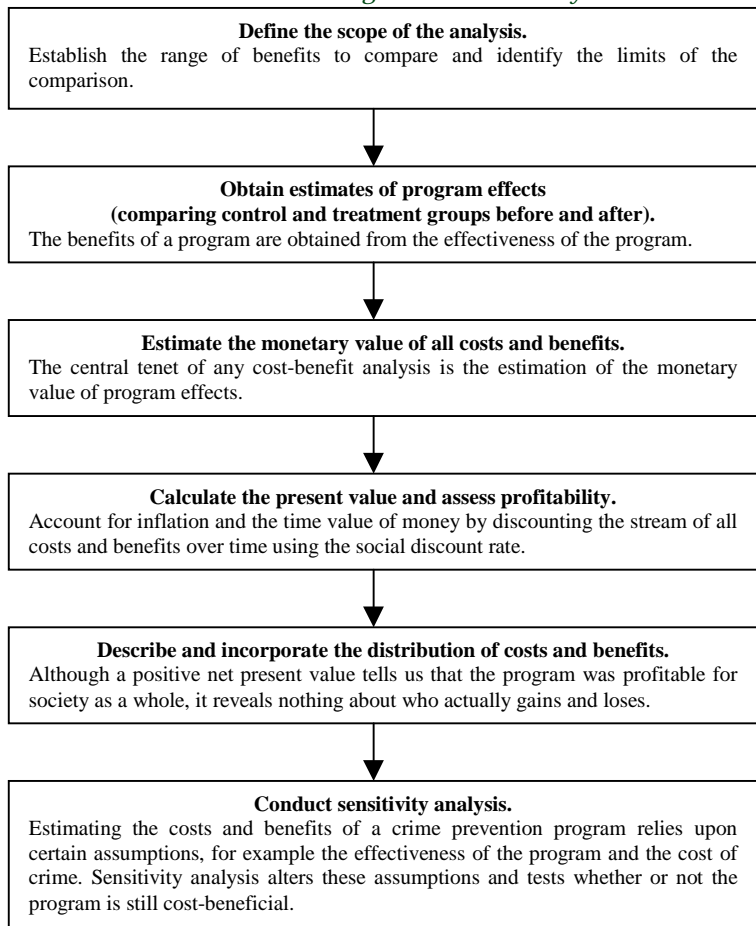 Define the scope of the analysis.
Establish the range of benefits to compare and identify the limits of the
comparison.
Obtain estimates of program effects
(comparing control and treatment groups before and after).
The benefits of a program are obtained from the effectiveness of the program.
Estimate the monetary value of all costs and benefits.
The central tenet of any cost-benefit analysis is the estimation of the monetary
value of program effects.
Calculate the present value and assess profitability.
Account for inflation and the time value of money by discounting the stream of all
costs and benefits over time using the social discount rate.
Describe and incorporate the distribution of costs and benefits.
Although a positive net present value tells us that the program was profitable for
society as a whole, it reveals nothing about who actually gains and loses.
Conduct sensitivity analysis.
Estimating the costs and benefits of a crime prevention program relies upon
certain assumptions, for example the effectiveness of the program and the cost of
crime. Sensitivity analysis alters these assumptions and tests whether or not the
program is still cost-beneficial.